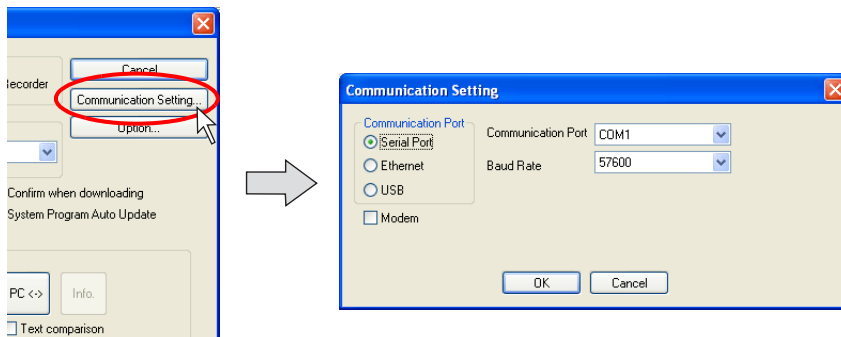 Recorder
Cancel
Communication Setting...
Option...
Confirm when downloading
System Program Auto Update
PC <->
Info.
Text comparison
Communication Setting
Communication Port
Serial Port
Ethernet
USB
Modem
Communication Port COM1
Baud Rate 57600
OK Cancel